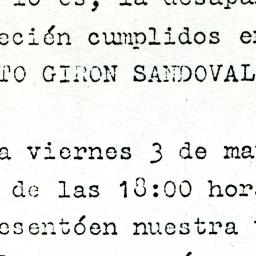 lo es, la desapa
ecién cumplidos e
TO GIRON SANDOVAL
a viernes 3 de ma
de las 18:00 hor
esentóen nuestra